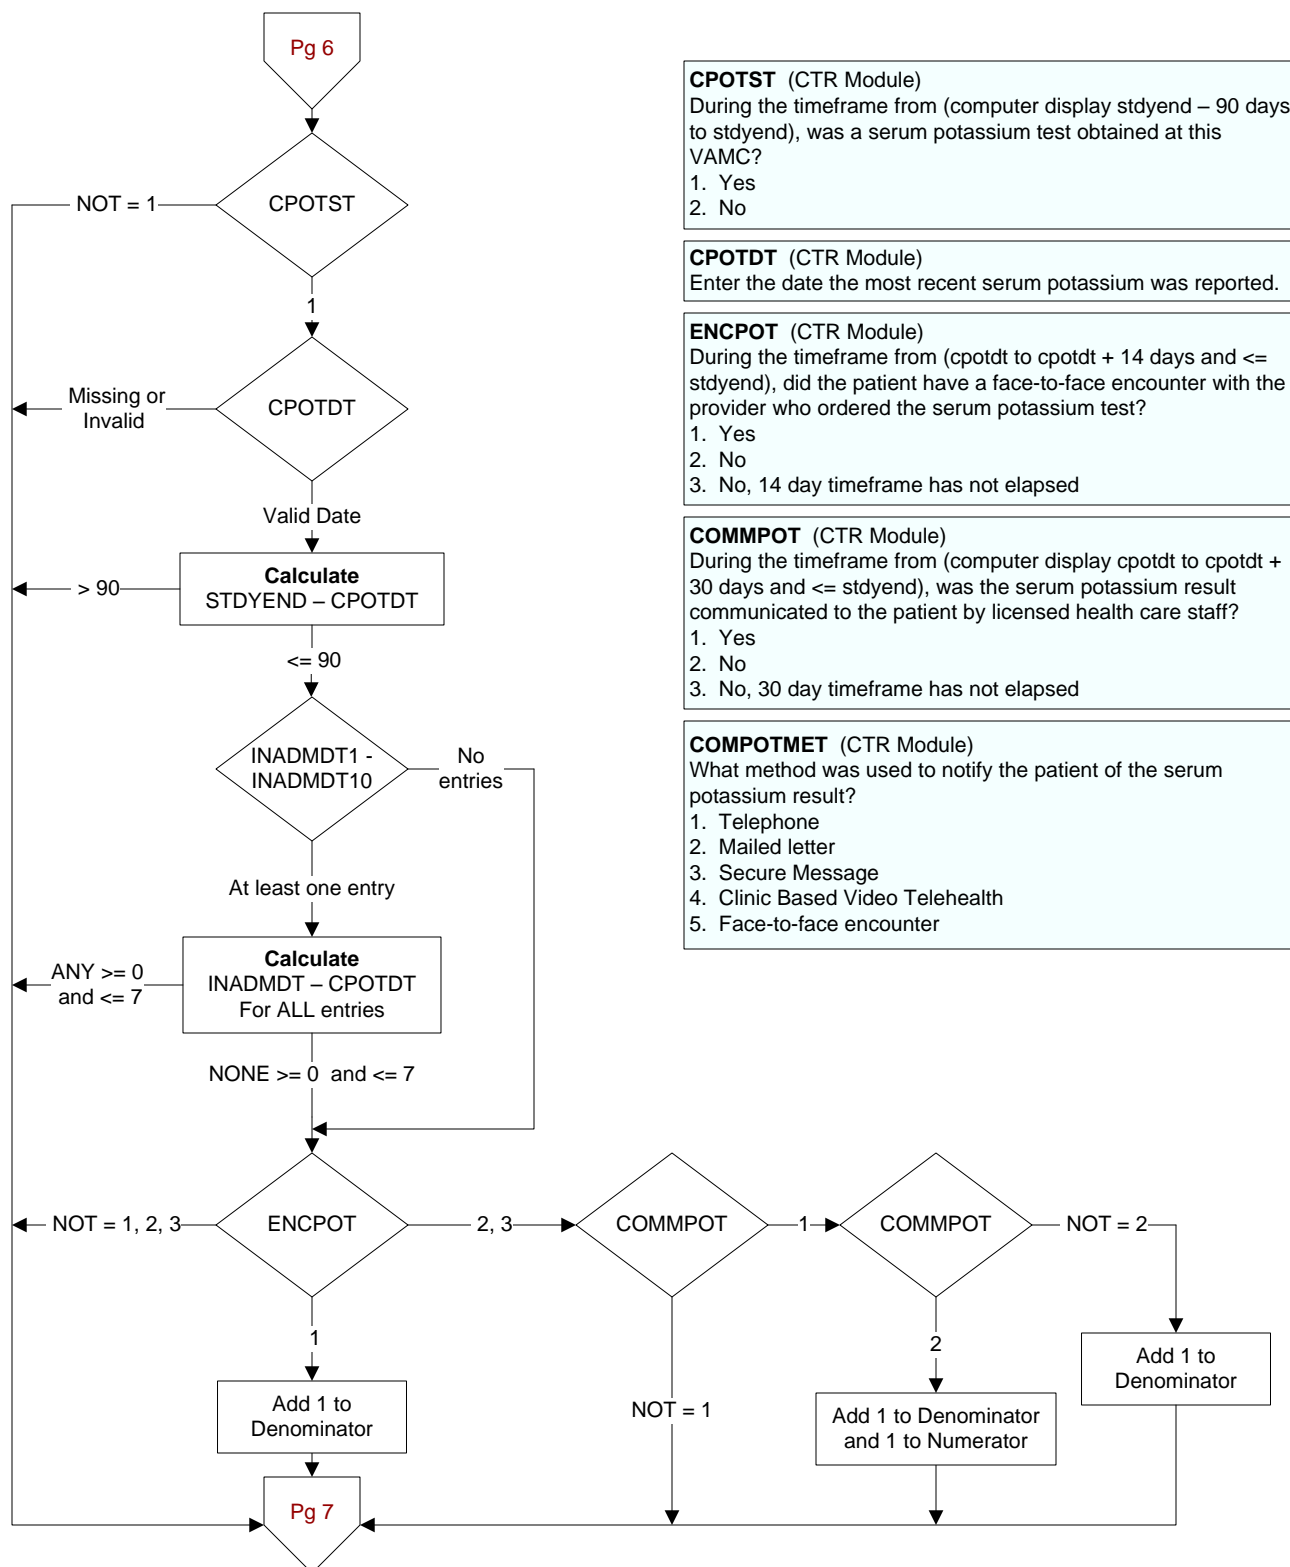 Pg 6
CPOTST
NOT = 1
1
CPOTDT
Missing or
Invalid
Valid Date
Calculate
STDYEND – CPOTDT
> 90
<= 90
INADMDT1 -
INADMDT10
No
entries
At least one entry
Calculate
INADMDT – CPOTDT
For ALL entries
ANY >= 0
and <= 7
NONE >= 0 and <= 7
ENCPOT
NOT = 1, 2, 3
2, 3
COMMPOT
1
COMMPOT
NOT = 2
1
NOT = 1
2
Add 1 to
Denominator
Add 1 to Denominator
and 1 to Numerator
Add 1 to
Denominator
Pg 7
CPOTST (CTR Module)
During the timeframe from (computer display stdyend – 90 days
to stdyend), was a serum potassium test obtained at this
VAMC?
1. Yes
2. No
CPOTDT (CTR Module)
Enter the date the most recent serum potassium was reported.
ENCPOT (CTR Module)
During the timeframe from (cpotdt to cpotdt + 14 days and <=
stdyend), did the patient have a face-to-face encounter with the
provider who ordered the serum potassium test?
1. Yes
2. No
3. No, 14 day timeframe has not elapsed
COMMPOT (CTR Module)
During the timeframe from (computer display cpotdt to cpotdt +
30 days and <= stdyend), was the serum potassium result
communicated to the patient by licensed health care staff?
1. Yes
2. No
3. No, 30 day timeframe has not elapsed
COMPOTMET (CTR Module)
What method was used to notify the patient of the serum
potassium result?
1. Telephone
2. Mailed letter
3. Secure Message
4. Clinic Based Video Telehealth
5. Face-to-face encounter